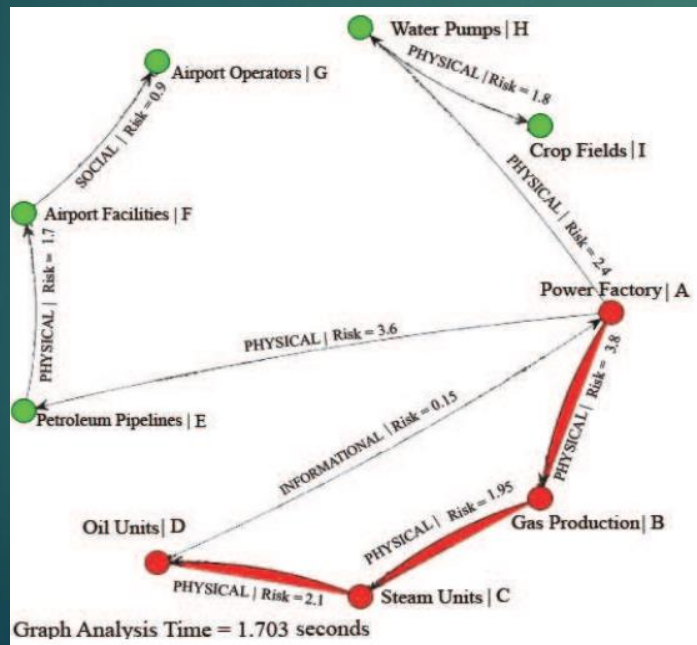 Water Pumps | H
PHYSICAL | Risk = 1.8
Airport Operators | G
Crop Fields | I
SOCIAL | Risk = 0.9
PHYSICAL | Risk = 2.4
Airport Facilities | F
PHYSICAL | Risk = 1.7
Power Factory | A
PHYSICAL | Risk = 3.6
PHYSICAL | Risk = 3.8
Petroleum Pipelines | E
INFORMATIONAL | Risk = 0.15
PHYSICAL | Risk = 1.95
Gas Production | B
Oil Units | D
PHYSICAL | Risk = 2.1
Steam Units | C
Graph Analysis Time = 1.703 seconds